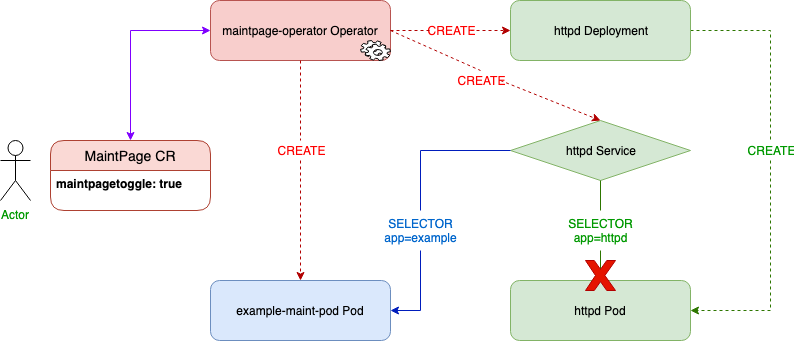 maintpage-operator Operator
CREATE
httpd Deployment
CREATE
MaintPage CR
maintpagetoggle: true
Actor
CREATE
httpd Service
CREATE
SELECTOR
app=example
SELECTOR
app=httpd
example-maint-pod Pod
httpd Pod